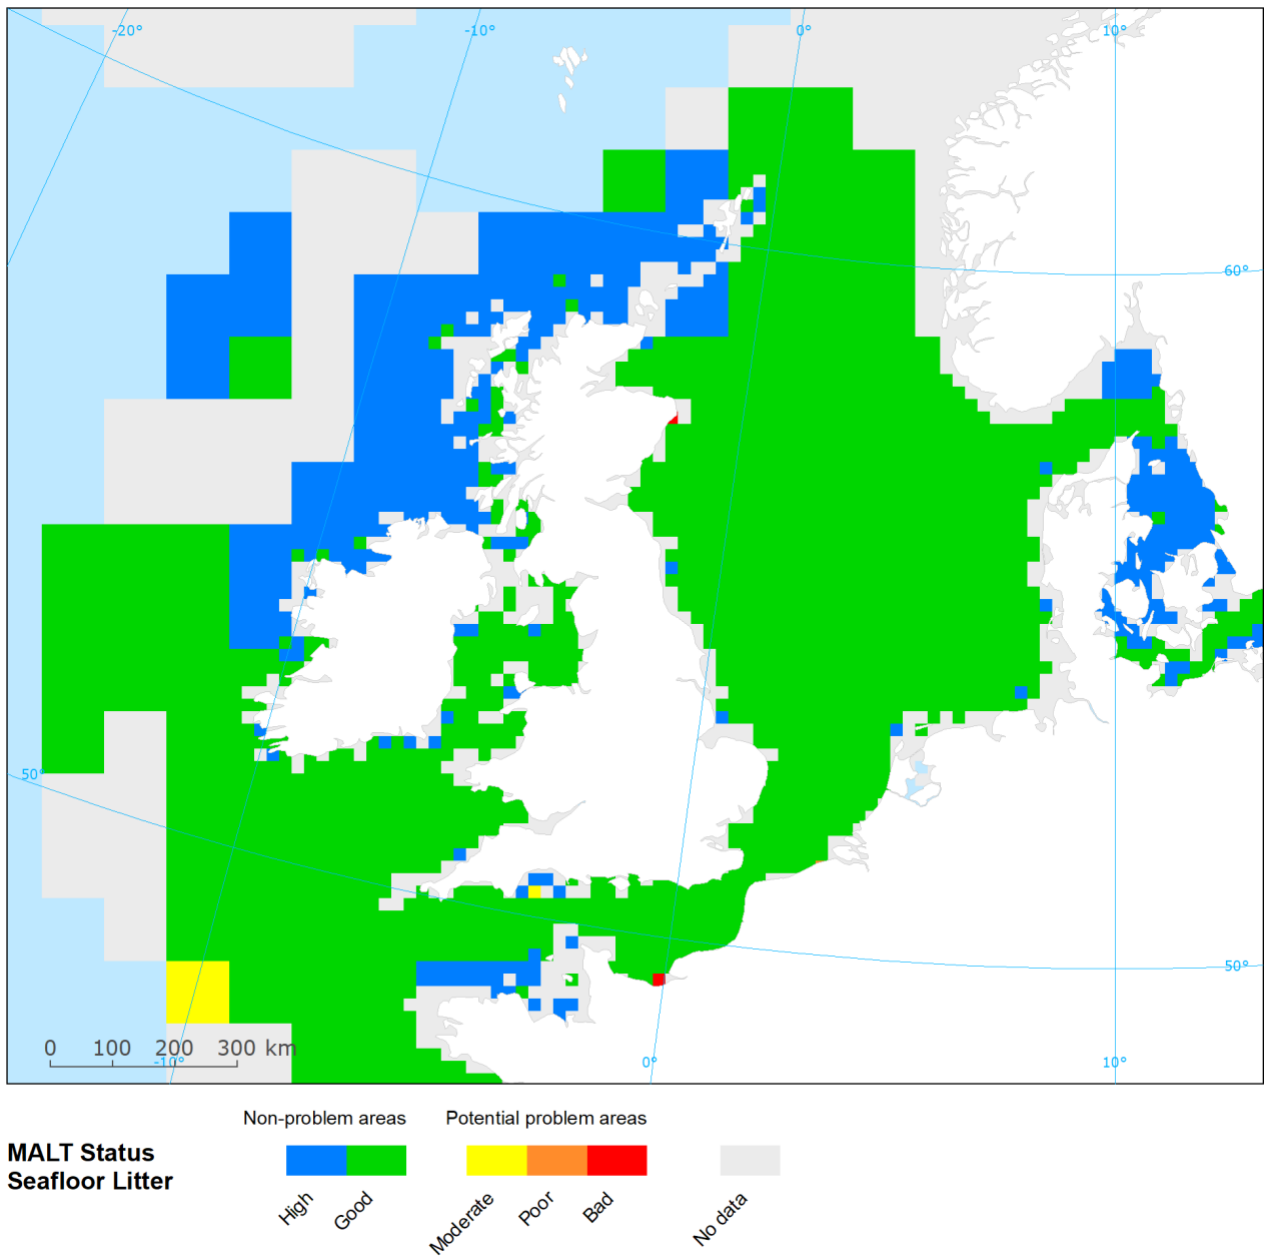 -20° -10° 0° 10°
60°
50°
50°
0 100 200 300 km
-10° 0° 10°
Non-problem areas Potential problem areas
MALT Status
Seafloor Litter
High Good Moderate Poor Bad No data